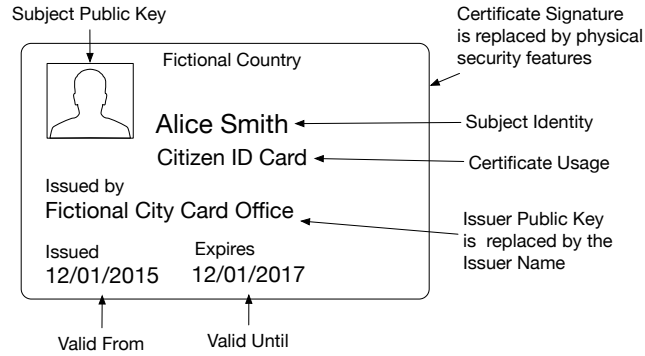 Subject Public Key
Certificate Signature
is replaced by physical
security features
Fictional Country
Alice Smith
Subject Identity
Citizen ID Card
Certificate Usage
Issued by
Fictional City Card Office
Issuer Public Key
is replaced by the
Issuer Name
Issued
12/01/2015
Expires
12/01/2017
Valid From
Valid Until